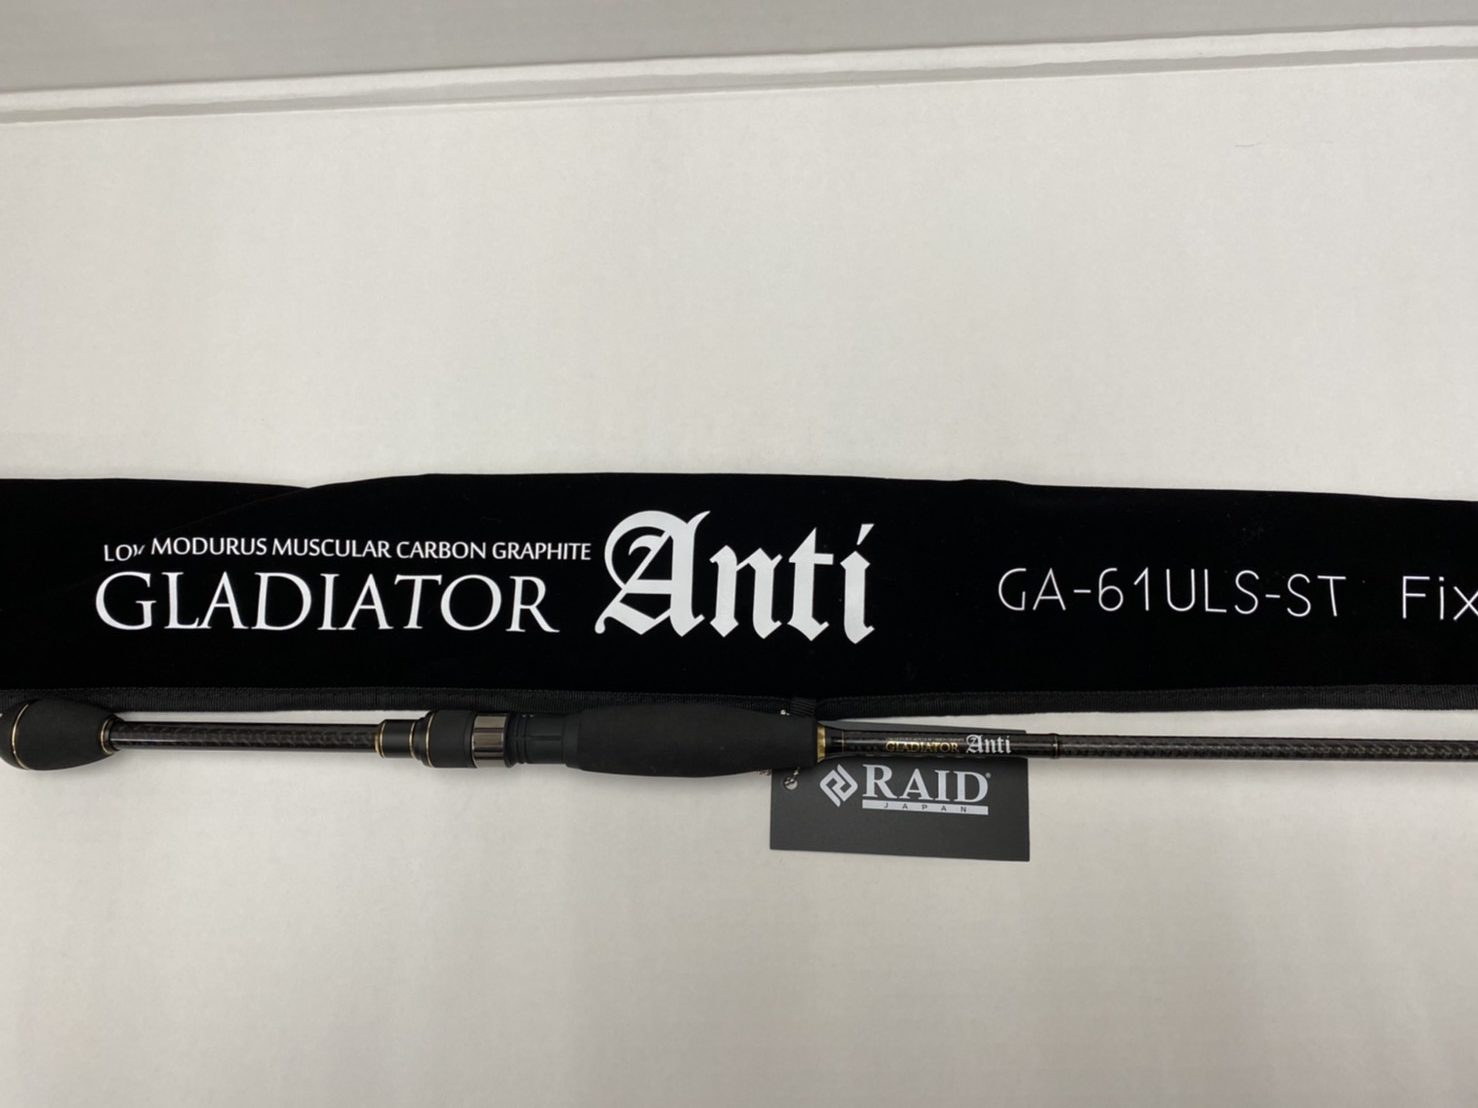 LOW MODURUS MUSCULAR CARBON GRAPHITE
GLADIATOR Anti
GA-61ULS-ST Fix
GLADIATOR Anti
RAID
JAPAN